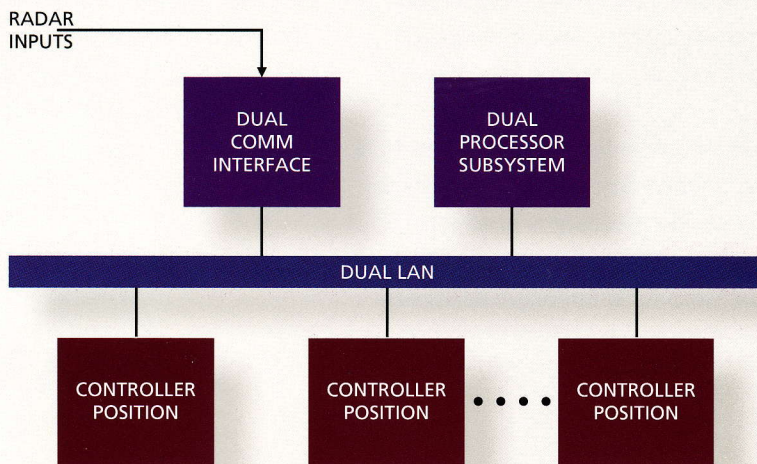 RADAR
INPUTS
DUAL
COMM
INTERFACE
DUAL
PROCESSOR
SUBSYSTEM
DUAL LAN
CONTROLLER
POSITION
CONTROLLER
POSITION
CONTROLLER
POSITION